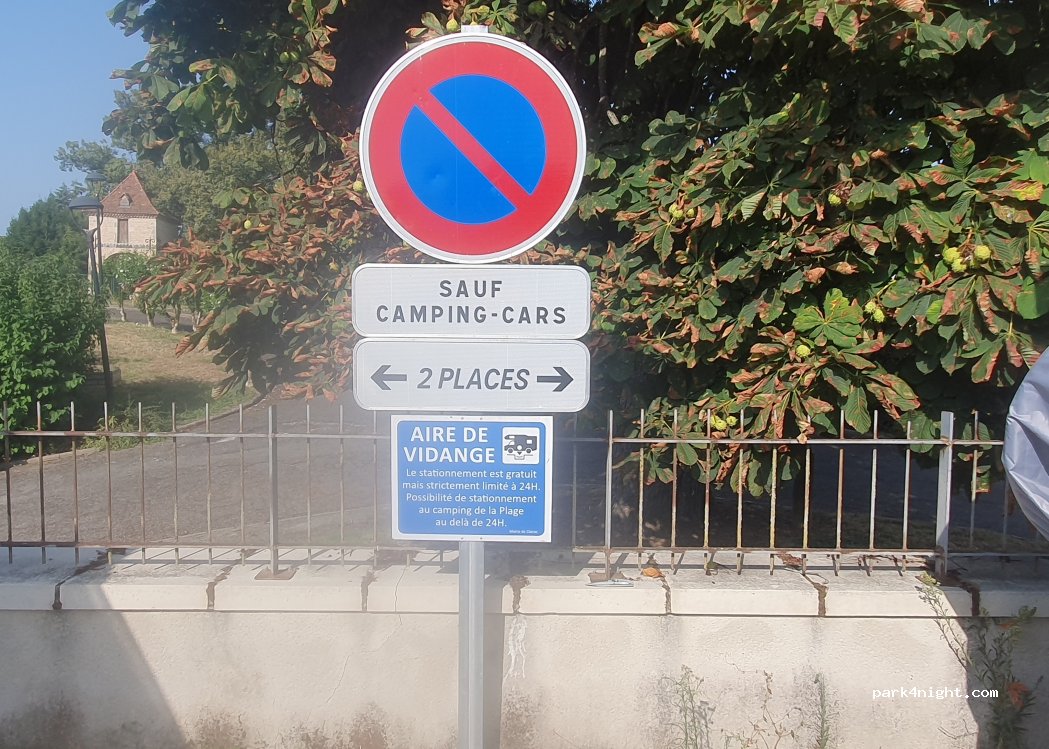 SAUF
CAMPING-CARS
2 PLACES
AIRE DE
VIDANGE
Le stationnement est gratuit
mais strictement limité à 24H.
Possibilité de stationnement
au camping de la Plage
au delà de 24H.
park4night.com